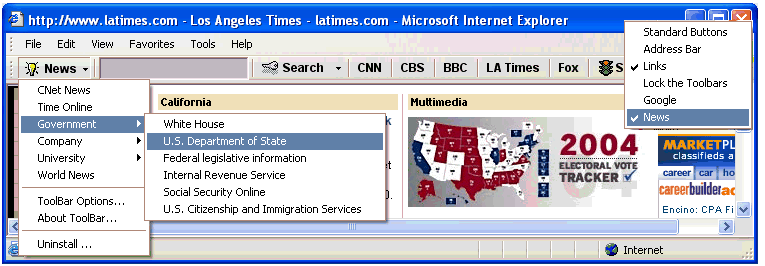 http://www.latimes.com - Los Angeles Times - latimes.com - Microsoft Internet Explorer
File Edit View Favorites Tools Help
News Search CNN CBS BBC LA Times Fox S
Standard Buttons
Address Bar
Links
Lock the Toolbars
Google
News
CNet News
Time Online
Government
Company
University
World News
ToolBar Options...
About ToolBar...
Uninstall ...
White House
U.S. Department of State
Federal legislative information
Internal Revenue Service
Social Security Online
U.S. Citizenship and Immigration Services
California
Multimedia
2004
ELECTORAL VOTE
TRACKER
MARKETPL
classifieds a
career car ho
careerbuilder
Encino: CPA Fi
Internet